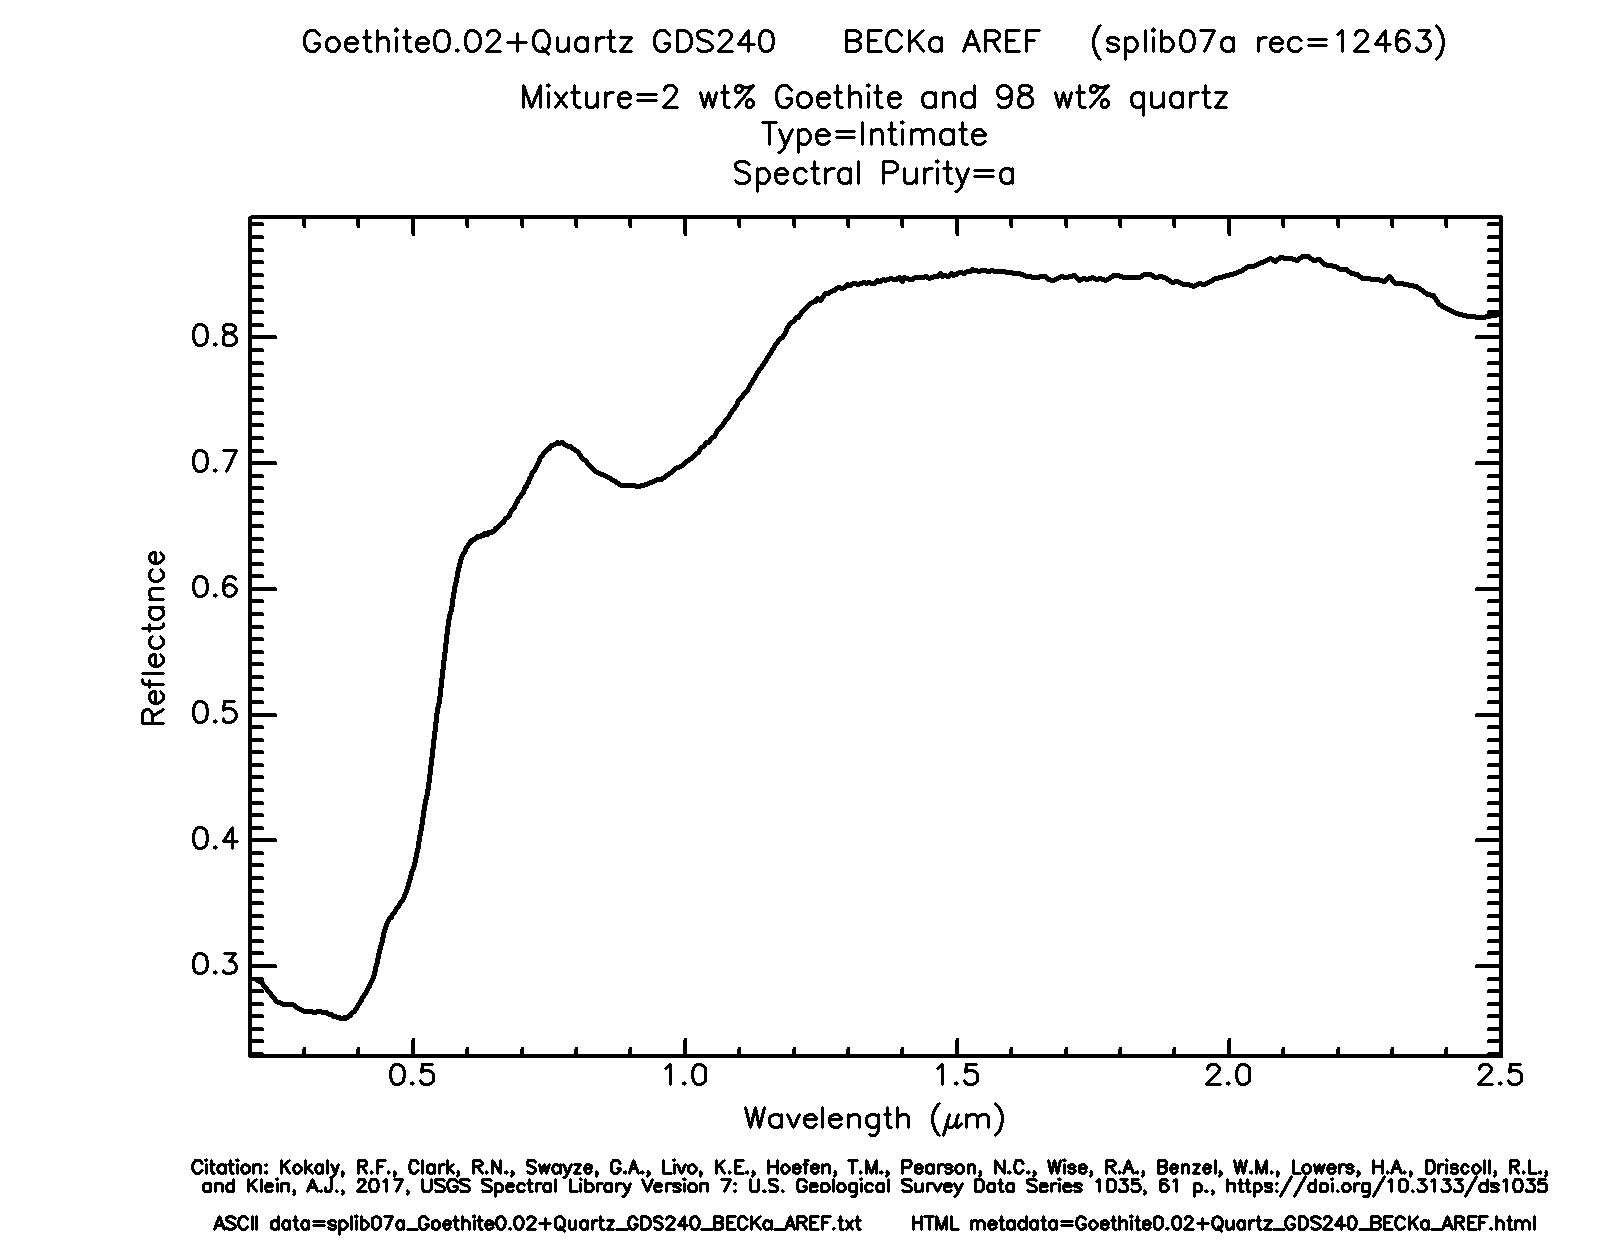 Goethite0.02+Quartz GDS240 BECKa AREF (splib07a rec=12463)
Mixture=2 wt% Goethite and 98 wt% quartz
Type=Intimate
Spectral Purity=a
0.8
0.7
0.6
0.5
0.4
0.3
Reflectance
0.5 1.0 1.5 2.0 2.5
Wavelength (μm)
Citation: Kokaly, R.F., Clark, R.N., Swayze, G.A., Livo, K.E., Hoefen, T.M., Pearson, N.C., Wise, R.A., Benzel, W.M., Lowers, H.A., Driscoll, R.L.,
and Klein, A.J., 2017, USGS Spectral Library Version 7: U.S. Geological Survey Data Series 1035, 61 p., https://doi.org/10.3133/ds1035
ASCII data=splib07a_Goethite0.02+Quartz_GDS240_BECKa_AREF.txt HTML metadata=Goethite0.02+Quartz_GDS240_BECKa_AREF.html